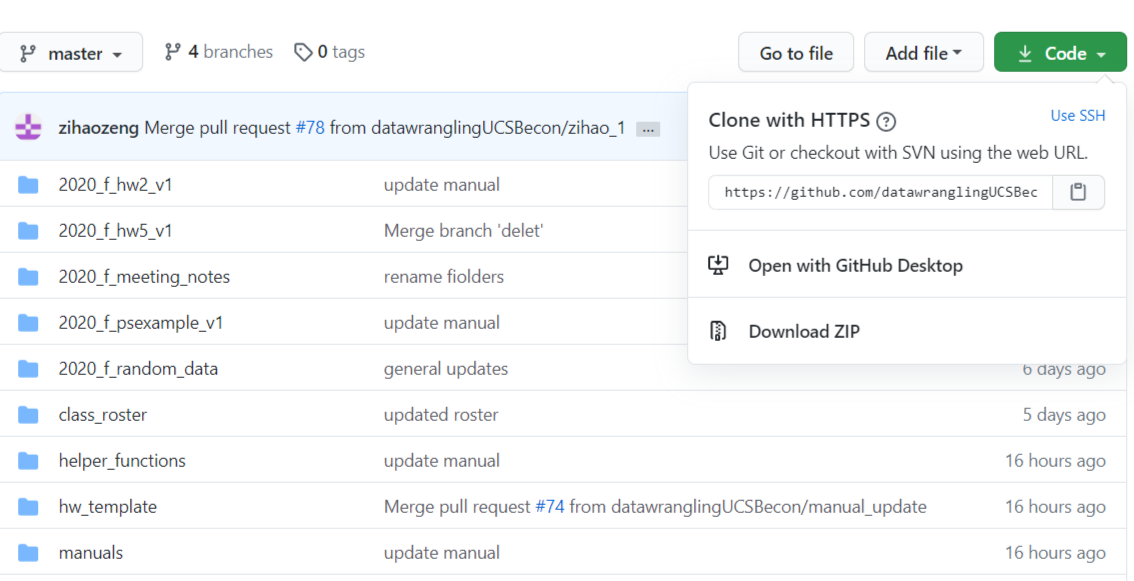 master 4 branches 0 tags Go to file Add file Code
Clone with HTTPS ? Use SSH
Use Git or checkout with SVN using the web URL.
https://github.com/datawranglingUCSBec
Open with GitHub Desktop
Download ZIP
zihaozeng Merge pull request #78 from datawranglingUCSBecon/zihao_1 ...
2020_f_hw2_v1 update manual
2020_f_hw5_v1 Merge branch 'delet'
2020_f_meeting_notes rename fiolders
2020_f_psexample_v1 update manual
2020_f_random_data general updates 6 days ago
class_roster updated roster 5 days ago
helper_functions update manual 16 hours ago
hw_template Merge pull request #74 from datawranglingUCSBecon/manual_update 16 hours ago
manuals update manual 16 hours ago